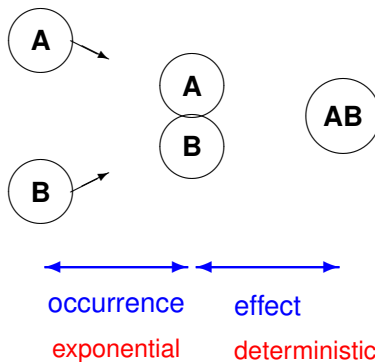 A
A
AB
B
B
occurrence effect
exponential deterministic